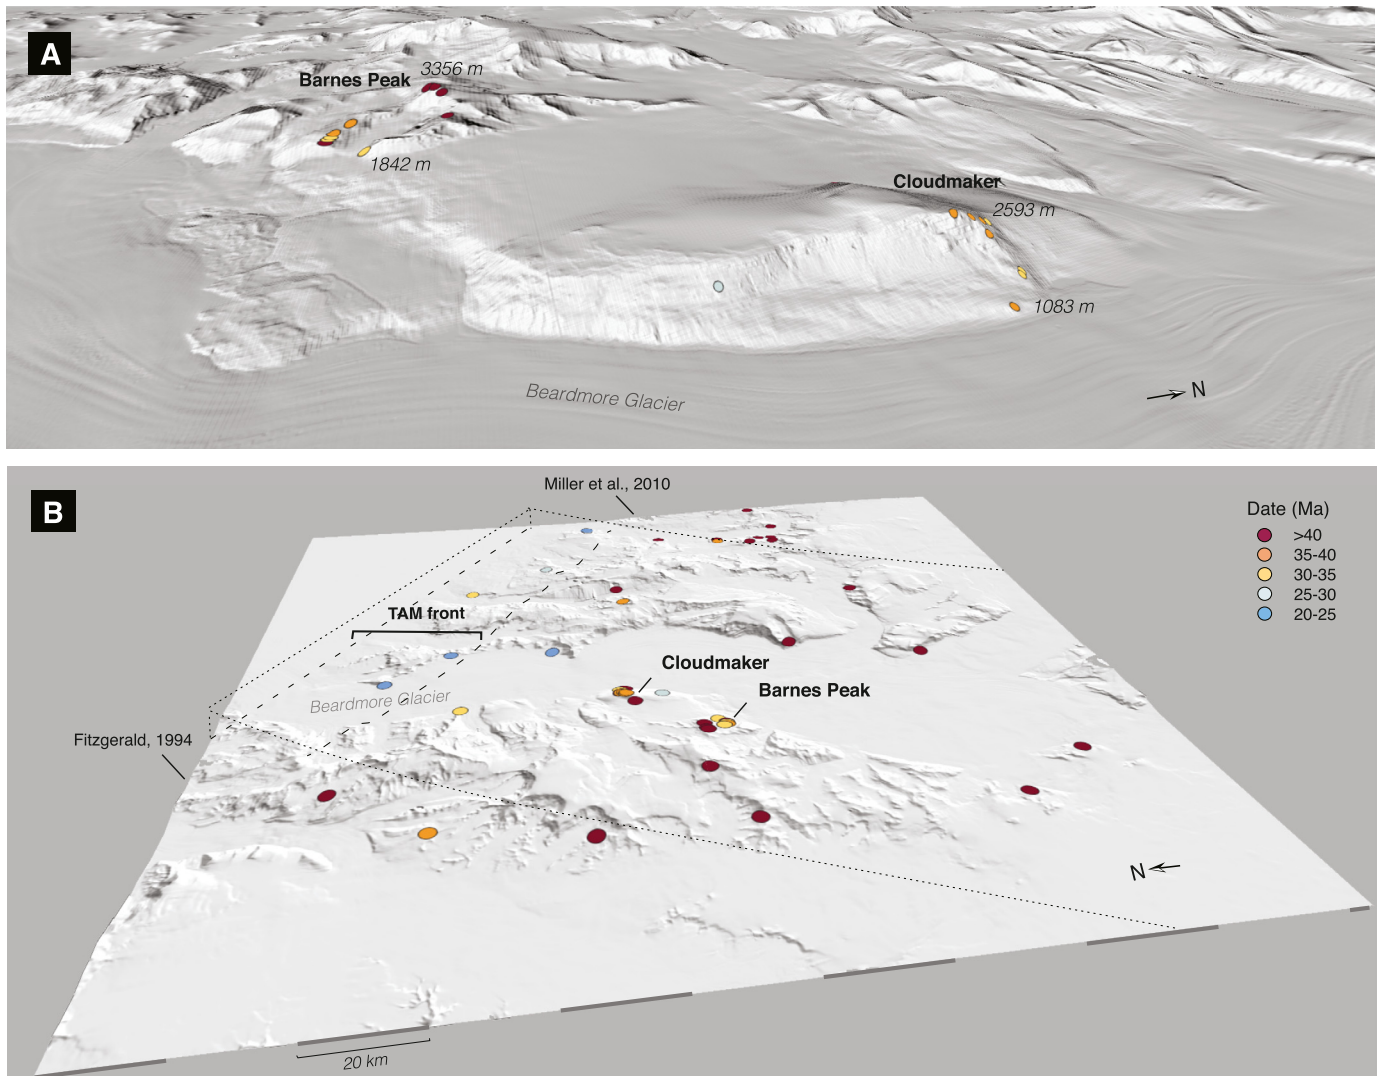 A
3356 m
Barnes Peak
1842 m
Cloudmaker
2593 m
1083 m
Beardmore Glacier
N
B
Miller et al., 2010
Date (Ma)
>40
35-40
30-35
25-30
20-25
TAM front
Cloudmaker
Barnes Peak
Beardmore Glacier
Fitzgerald, 1994
N
20 km